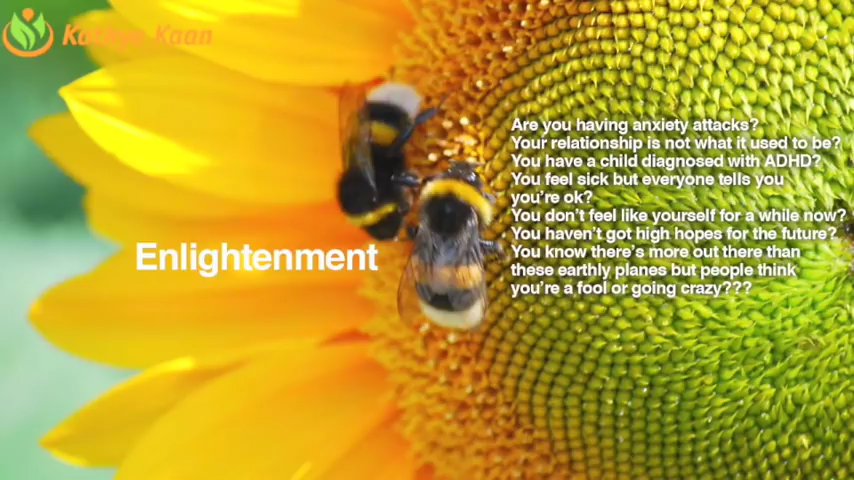 Kathye Kaan
Enlightenment
Are you having anxiety attacks?
Your relationship is not what it used to be?
You have a child diagnosed with ADHD?
You feel sick but everyone tells you
you're ok?
You don't feel like yourself for a while now?
You haven't got high hopes for the future?
You know there's more out there than
these earthly planes but people think
you're a fool or going crazy???